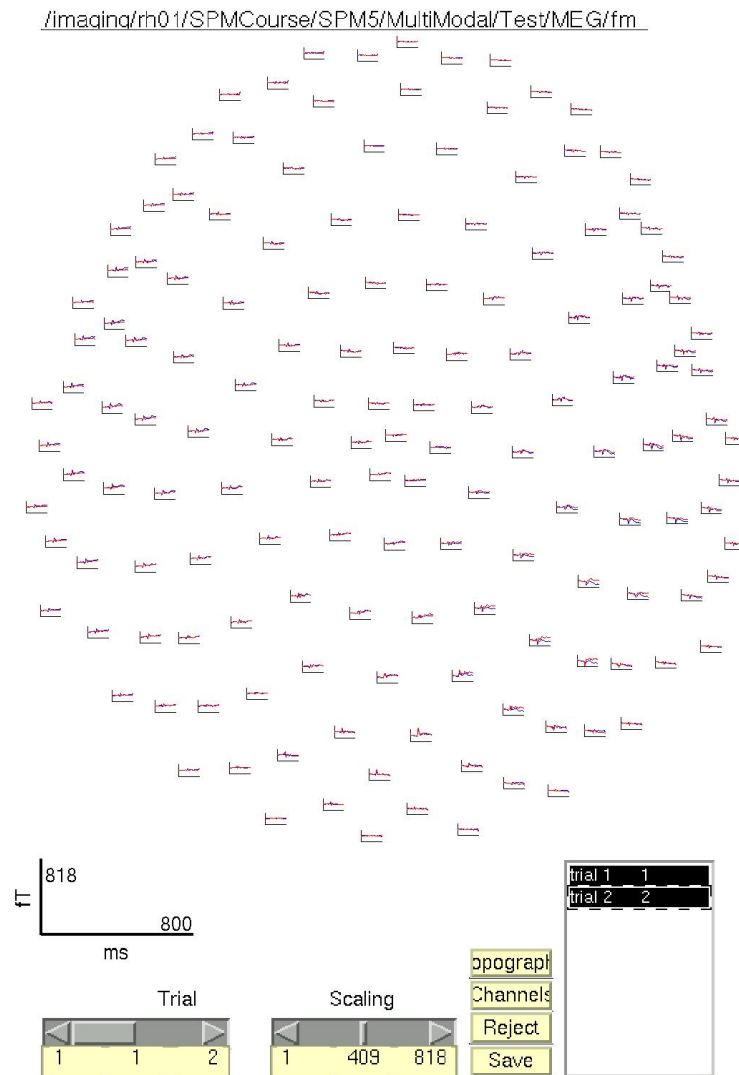 /imaging/rh01/SPMCourse/SPM5/MultiModal/Test/MEG/fm
818
fT
800
ms
trial 1 1
trial 2 2
Trial
Scaling
opograph
Channels
Reject
Save
1 1 2
1 409 818